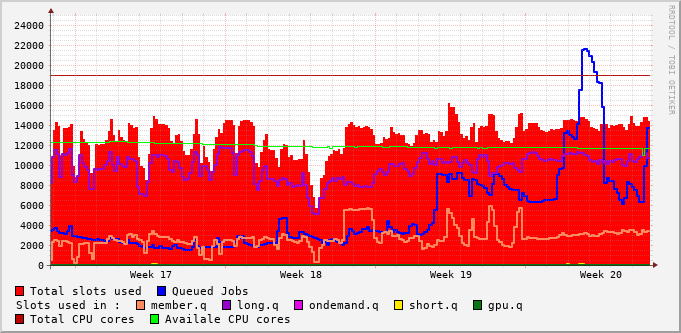 24000
22000
20000
18000
16000
14000
12000
10000
8000
6000
4000
2000
0
Week 17 Week 18 Week 19 Week 20
Total slots used Queued Jobs
Slots used in : member.q long.q ondemand.q short.q gpu.q
Total CPU cores Availale CPU cores
RRDTOOL / TOBI OETIKER